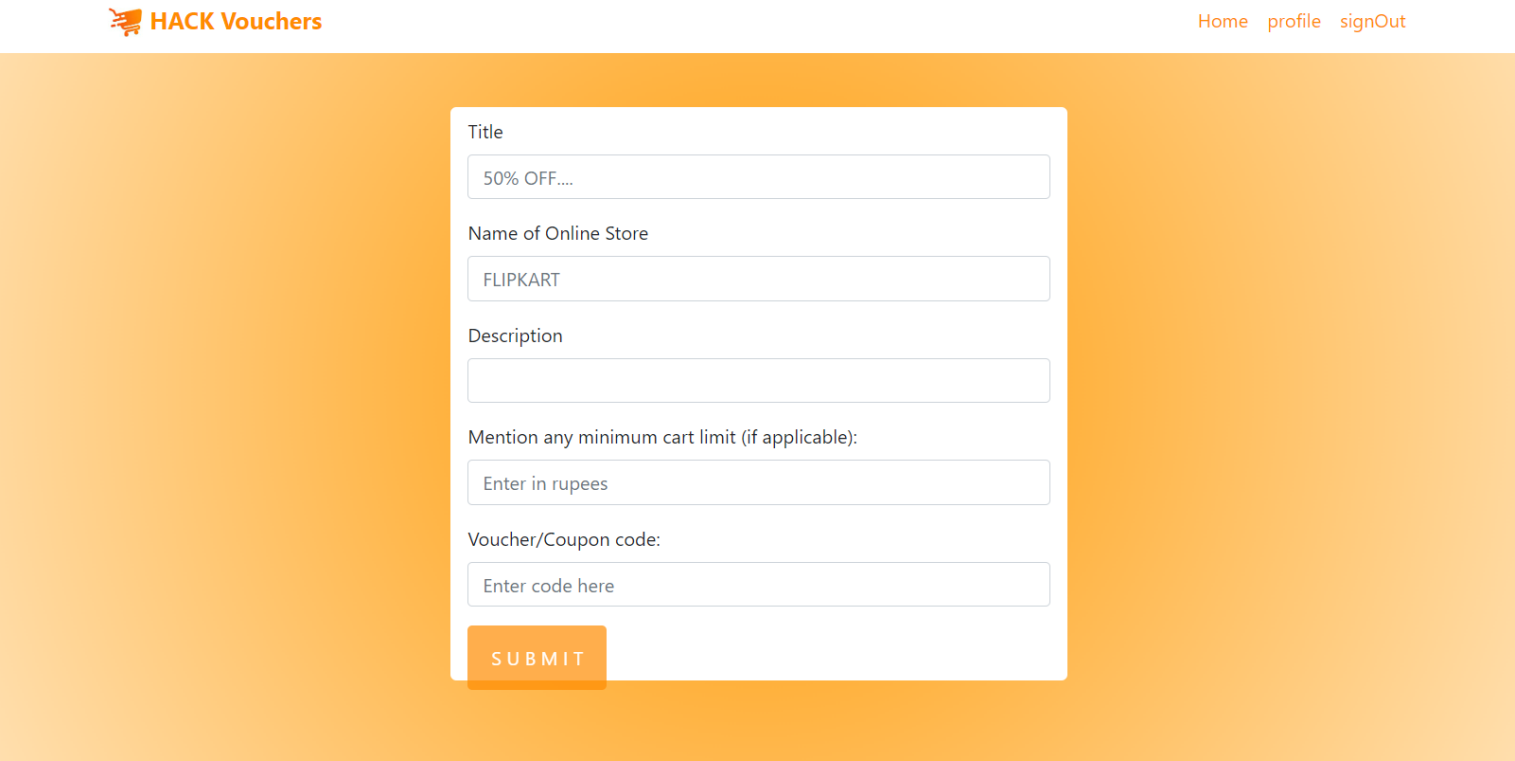 HACK Vouchers
Home profile signOut
Title
50% OFF....
Name of Online Store
FLIPKART
Description
Mention any minimum cart limit (if applicable):
Enter in rupees
Voucher/Coupon code:
Enter code here
SUBMIT